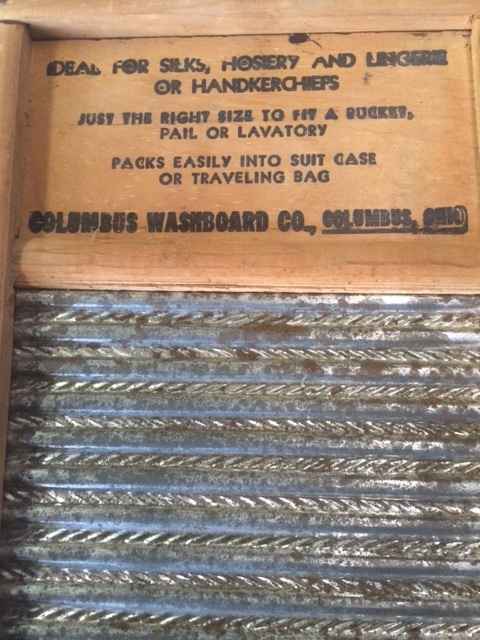 IDEAL FOR SILKS, HOSIERY AND LINGERIE
OR HANDKERCHIEFS
JUST THE RIGHT SIZE TO FIT A BUCKET,
PAIL OR LAVATORY
PACKS EASILY INTO SUIT CASE
OR TRAVELING BAG
COLUMBUS WASHBOARD CO., COLUMBUS, OHIO